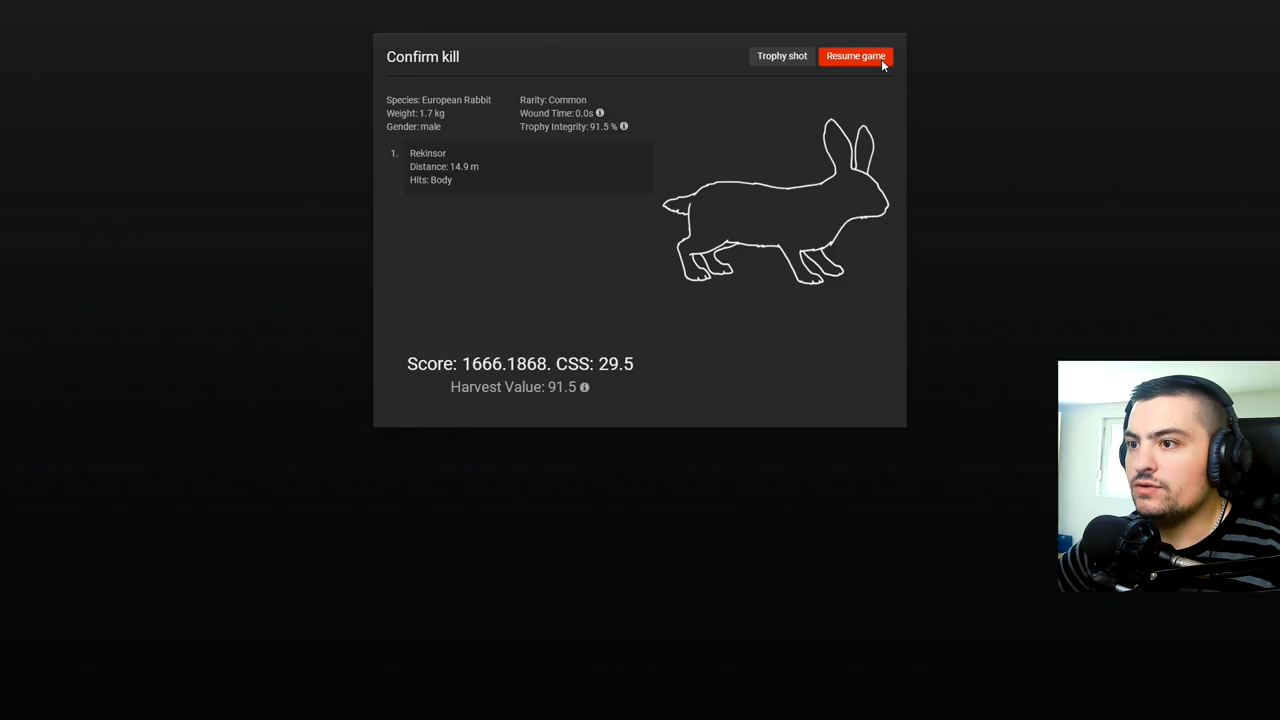 Confirm kill
Trophy shot
Resume game
Species: European Rabbit
Weight: 1.7 kg
Gender: male
Rarity: Common
Wound Time: 0.0s
Trophy Integrity: 91.5 %
1. Rekinsor
Distance: 14.9 m
Hits: Body
Score: 1666.1868. CSS: 29.5
Harvest Value: 91.5